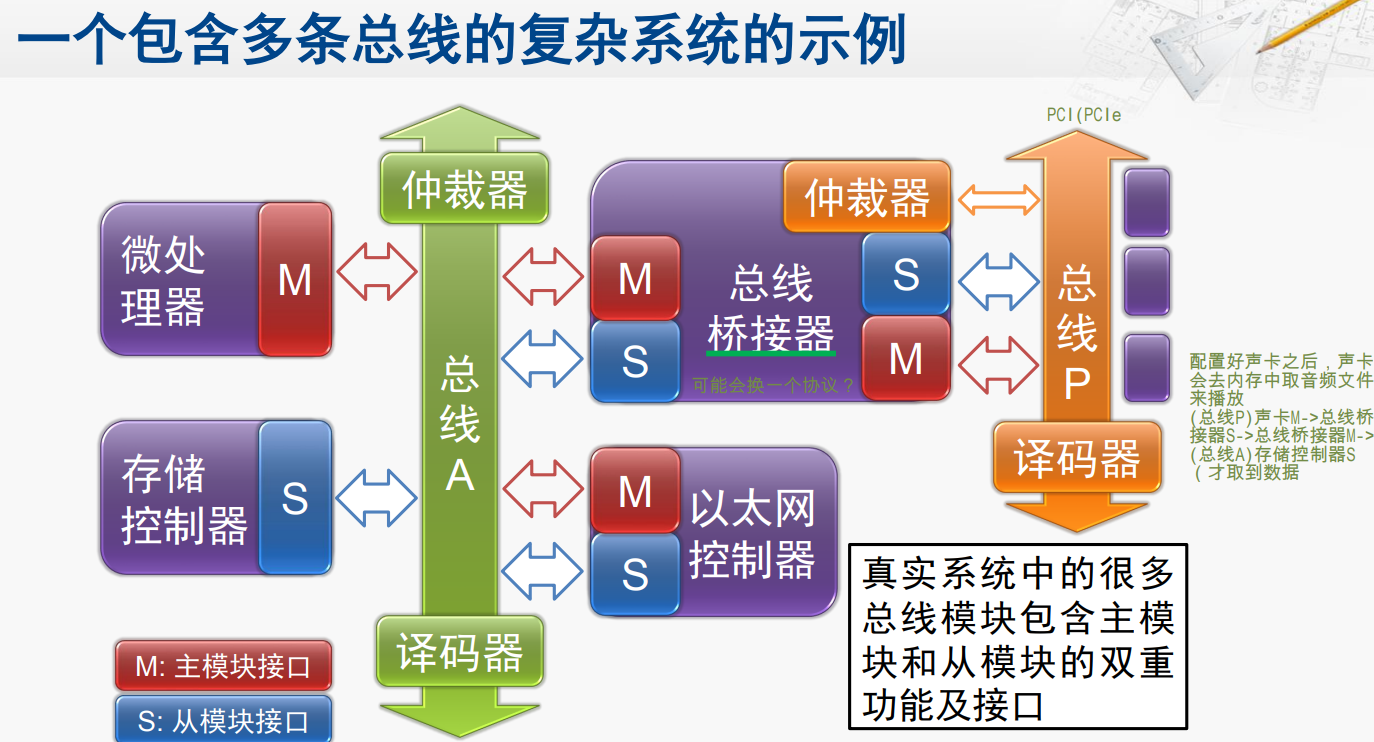 一个包含多条总线的复杂系统的示例
PCI(PCIe
仲裁器
仲裁器
微处
理器
M
M
S
总线
桥接器
S
M
可能会换一个协议？
总
线
P
总
线
A
配置好声卡之后，声卡
会去内存中取音频文件
来播放
(总线P)声卡M->总线桥
接器S->总线桥接器M->
(总线A)存储控制器S
（才取到数据
译码器
存储
控制器
S
M
S
以太网
控制器
译码器
真实系统中的很多
总线模块包含主模
块和从模块的双重
功能及接口
M: 主模块接口
S: 从模块接口